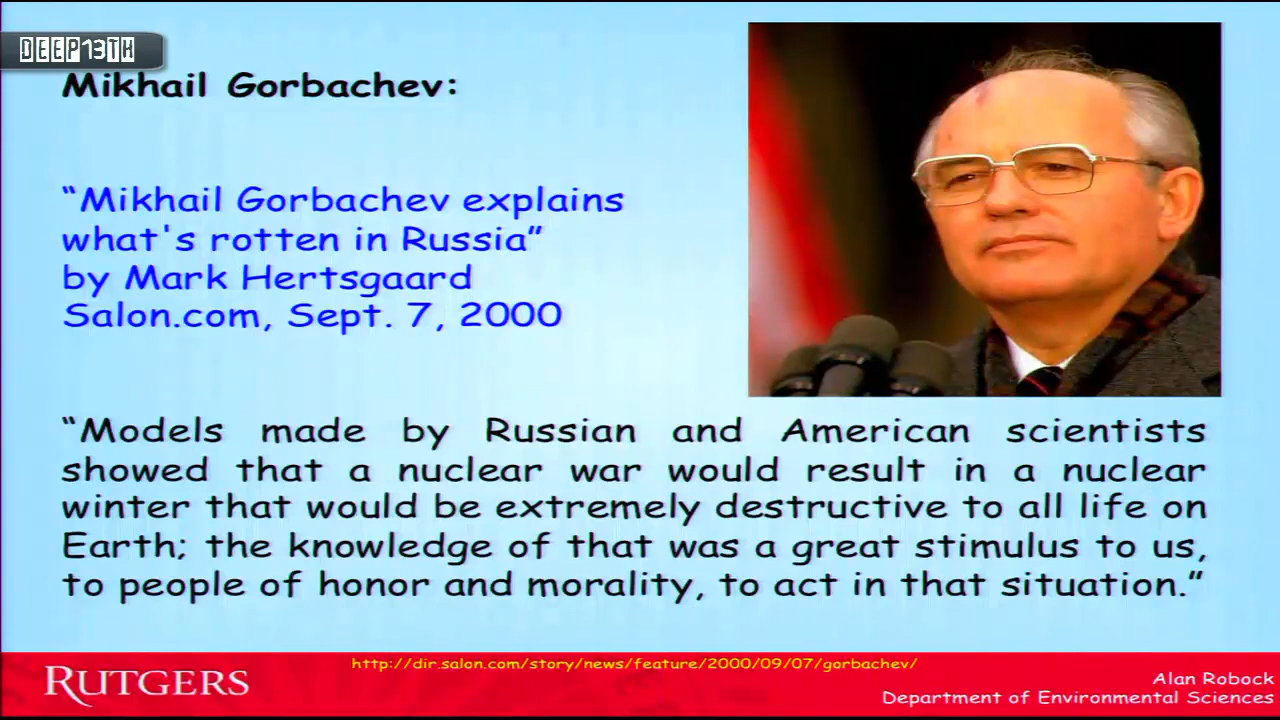 DEEP13TH
Mikhail Gorbachev:
“Mikhail Gorbachev explains
what's rotten in Russia”
by Mark Hertsgaard
Salon.com, Sept. 7, 2000
“Models made by Russian and American scientists
showed that a nuclear war would result in a nuclear
winter that would be extremely destructive to all life on
Earth; the knowledge of that was a great stimulus to us,
to people of honor and morality, to act in that situation.”
http://dir.salon.com/story/news/feature/2000/09/07/gorbachev/
RUTGERS
Alan Robock
Department of Environmental Sciences